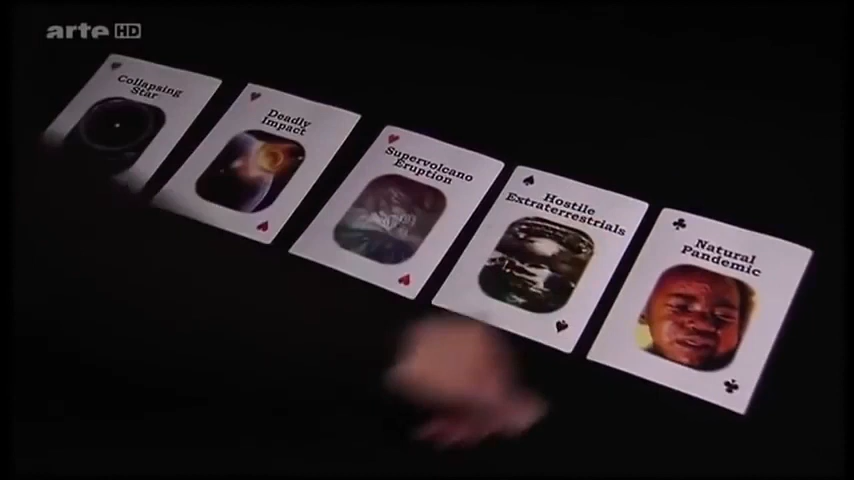 arte HD
Collapsing
Star
Deadly
Impact
Supervolcano
Eruption
Hostile
Extraterrestrials
Natural
Pandemic